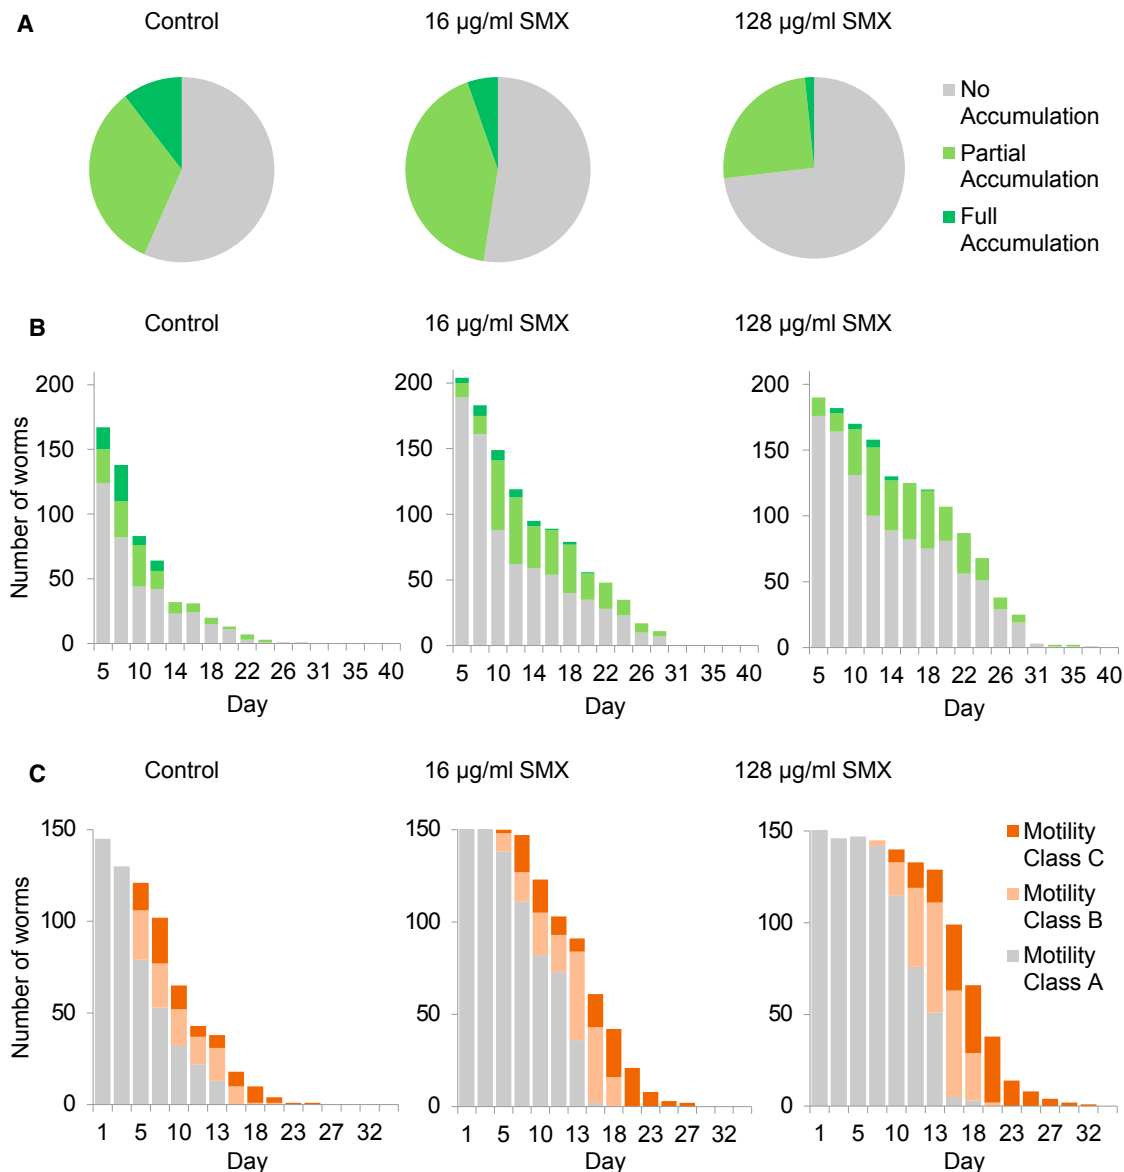 A
Control
16 µg/ml SMX
128 µg/ml SMX
No
Accumulation
Partial
Accumulation
Full
Accumulation
B
Control
16 µg/ml SMX
128 µg/ml SMX
Number of worms
200
150
100
50
0
5 10 14 18 22 26 31 35 40
Day
200
150
100
50
0
5 10 14 18 22 26 31 35 40
Day
200
150
100
50
0
5 10 14 18 22 26 31 35 40
Day
C
Control
16 µg/ml SMX
128 µg/ml SMX
Number of worms
150
100
50
0
1 5 10 13 18 23 27 32
Day
150
100
50
0
1 5 10 13 18 23 27 32
Day
150
100
50
0
1 5 10 13 18 23 27 32
Day
Motility
Class C
Motility
Class B
Motility
Class A